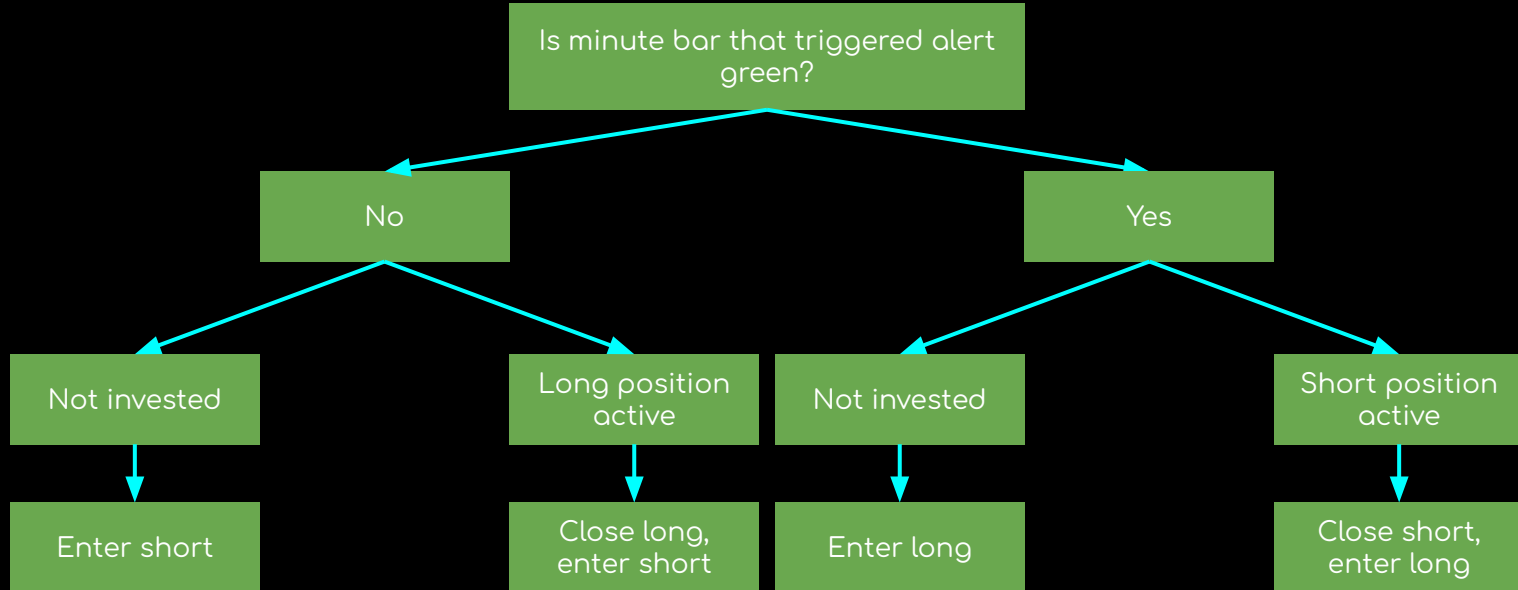 Is minute bar that triggered alert
green?
No
Yes
Not invested
Long position
active
Not invested
Short position
active
Enter short
Close long,
enter short
Enter long
Close short,
enter long